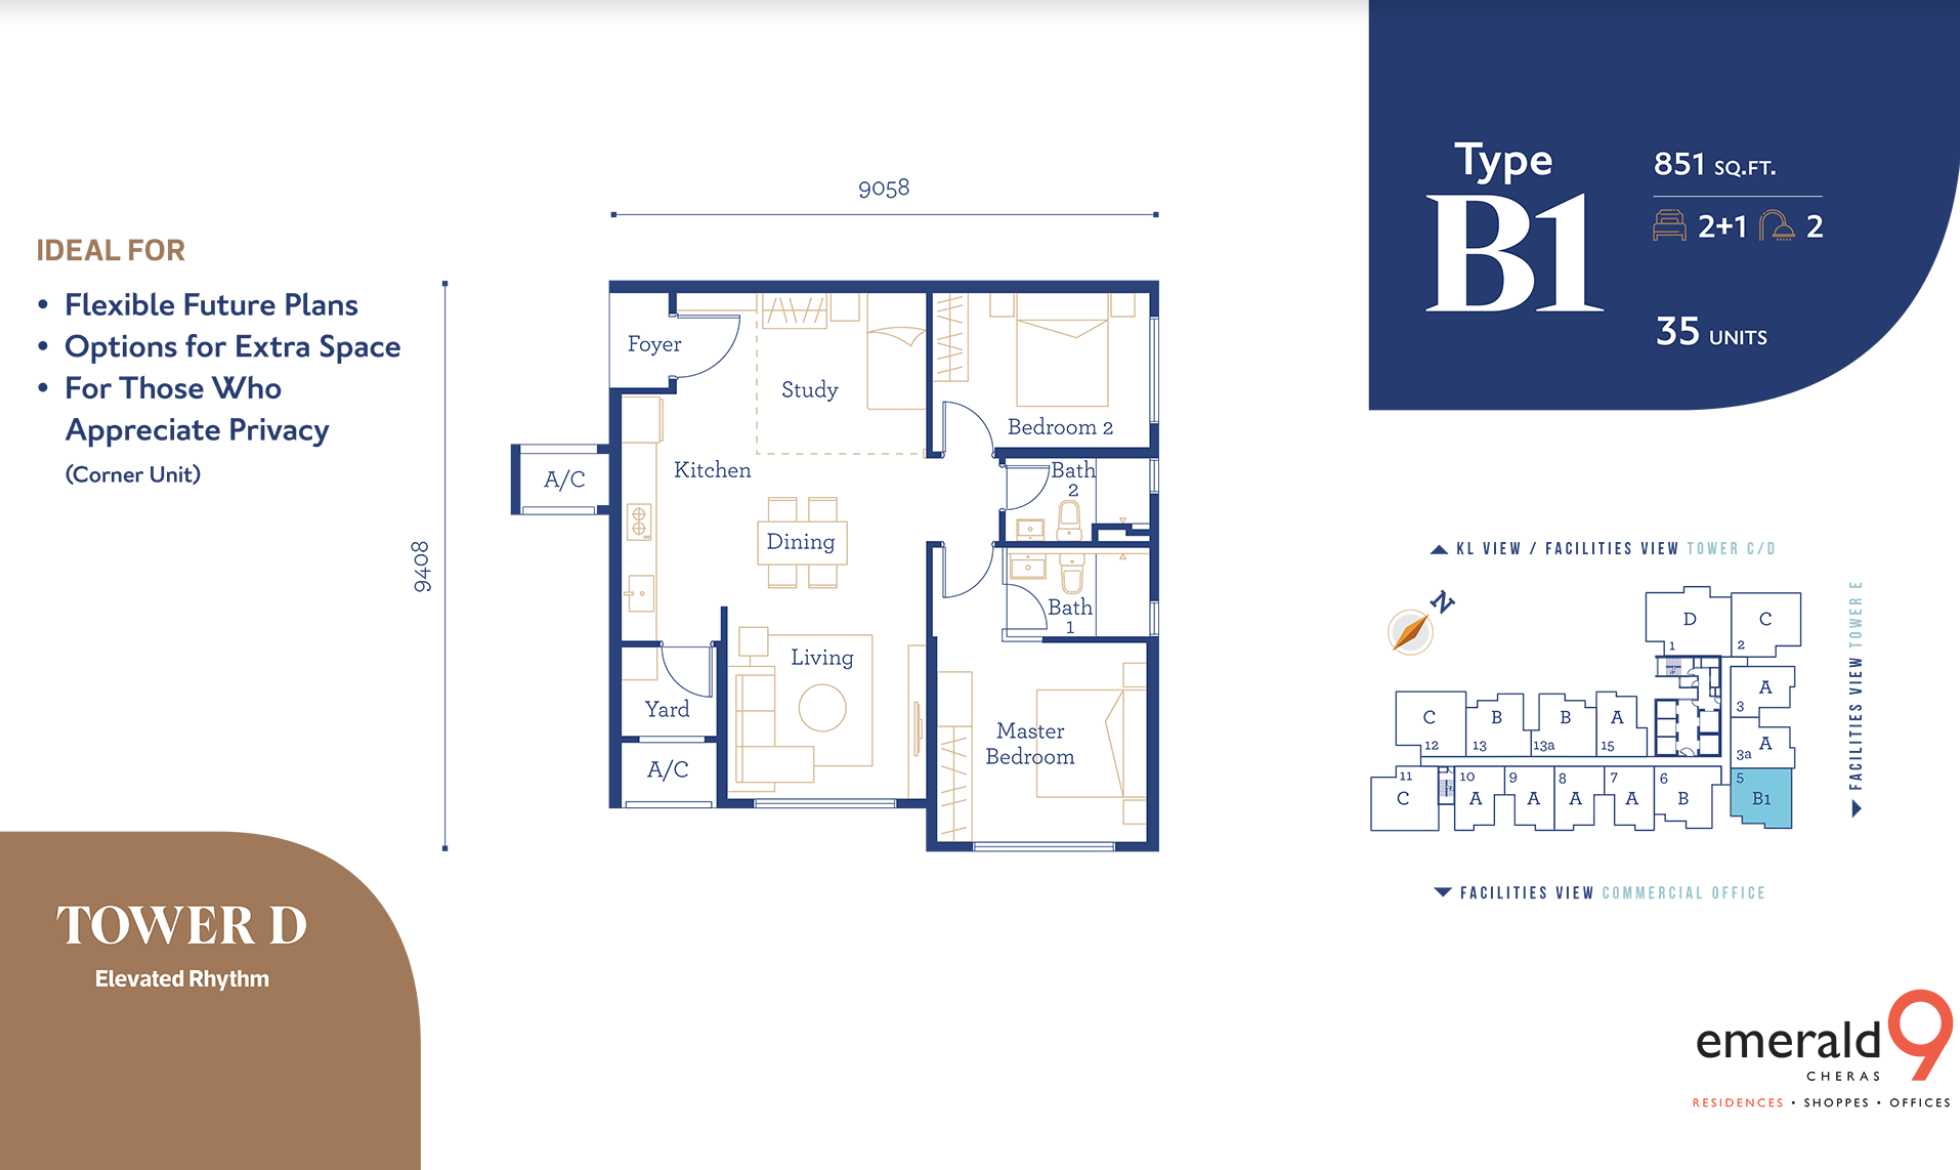 IDEAL FOR
• Flexible Future Plans
• Options for Extra Space
• For Those Who
Appreciate Privacy
(Corner Unit)
TOWER D
Elevated Rhythm
9058
9408
Foyer
Study
Bedroom 2
Kitchen
A/C
Bath
2
Dining
Bath
1
Living
Yard
Master
Bedroom
A/C
Type
B1
851 SQ.FT.
2+1
2
35 UNITS
KL VIEW / FACILITIES VIEW TOWER C/D
N
FACILITIES VIEW TOWER E
D
1
C
2
A
3
A
3a
C
12
B
13
B
13a
A
15
11
C
10
A
9
A
8
A
7
A
6
B
5
B1
FACILITIES VIEW COMMERCIAL OFFICE
emerald 9
CHERAS
RESIDENCES • SHOPPES • OFFICES